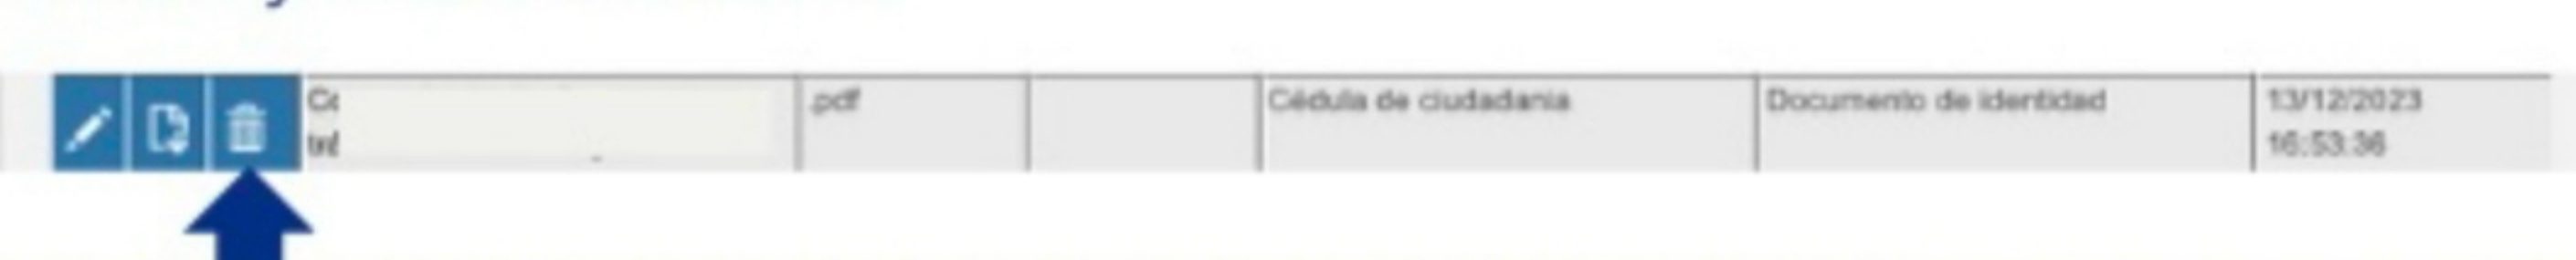 .pdf
Cédula de ciudadania
Documento de identidad
13/12/2023
16:53:36